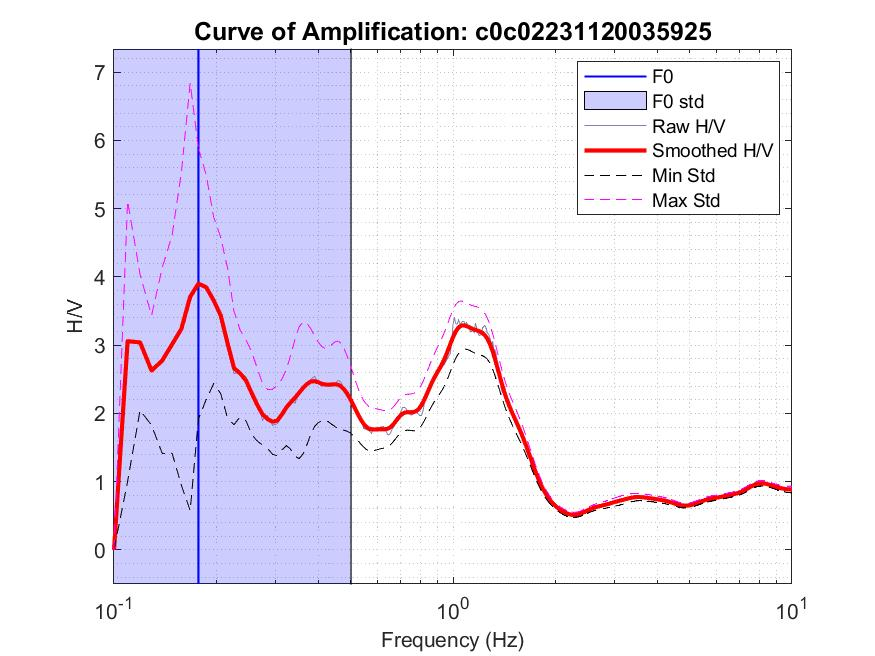 Curve of Amplification: c0c02231120035925
7
6
5
4
3
2
1
0
H/V
F0
F0 std
Raw H/V
Smoothed H/V
Min Std
Max Std
10^-1
10^0
10^1
Frequency (Hz)